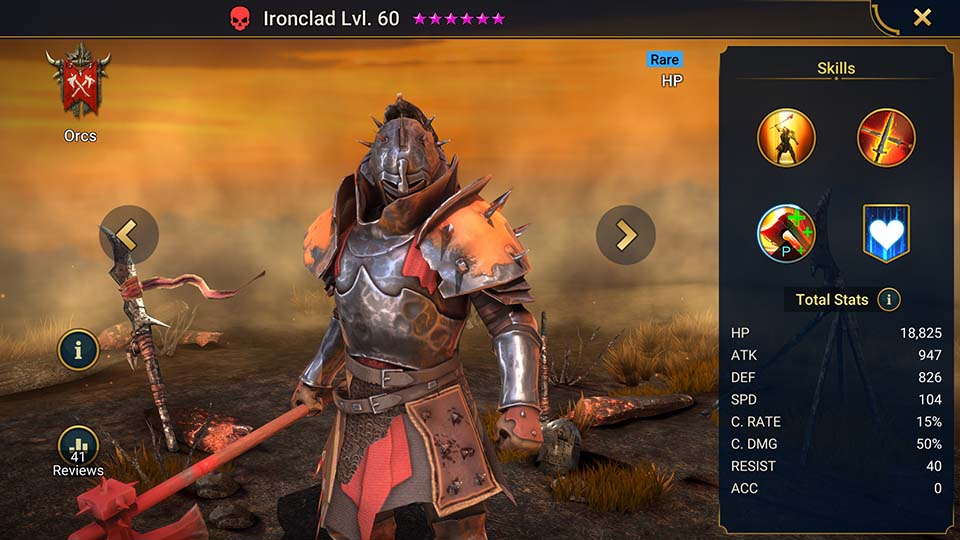 Ironclad Lvl. 60
Orcs
Rare
HP
41
Reviews
Skills
P
Total Stats i
HP 18,825
ATK 947
DEF 826
SPD 104
C. RATE 15%
C. DMG 50%
RESIST 40
ACC 0